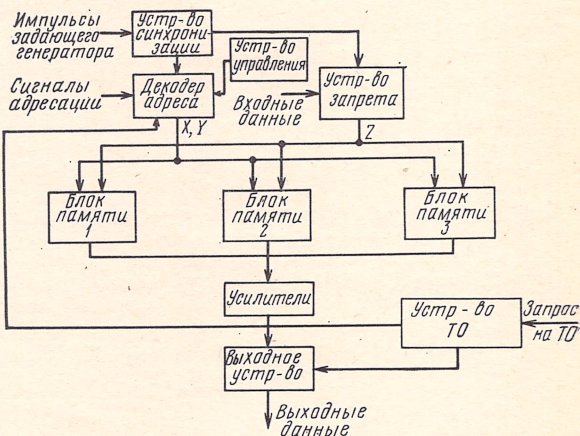 Импульсы
задающего
генератора
Устр-во
синхрони-
зации
Устр-во
управления
Сигналы
адресации
Декодер
адреса
Входные
данные
Устр-во
запрета
X, Y
Z
Блок
памяти
1
Блок
памяти
2
Блок
памяти
3
Усилители
Устр-во
ТО
Запрос
на ТО
Выходное
устр-во
Выходные
данные